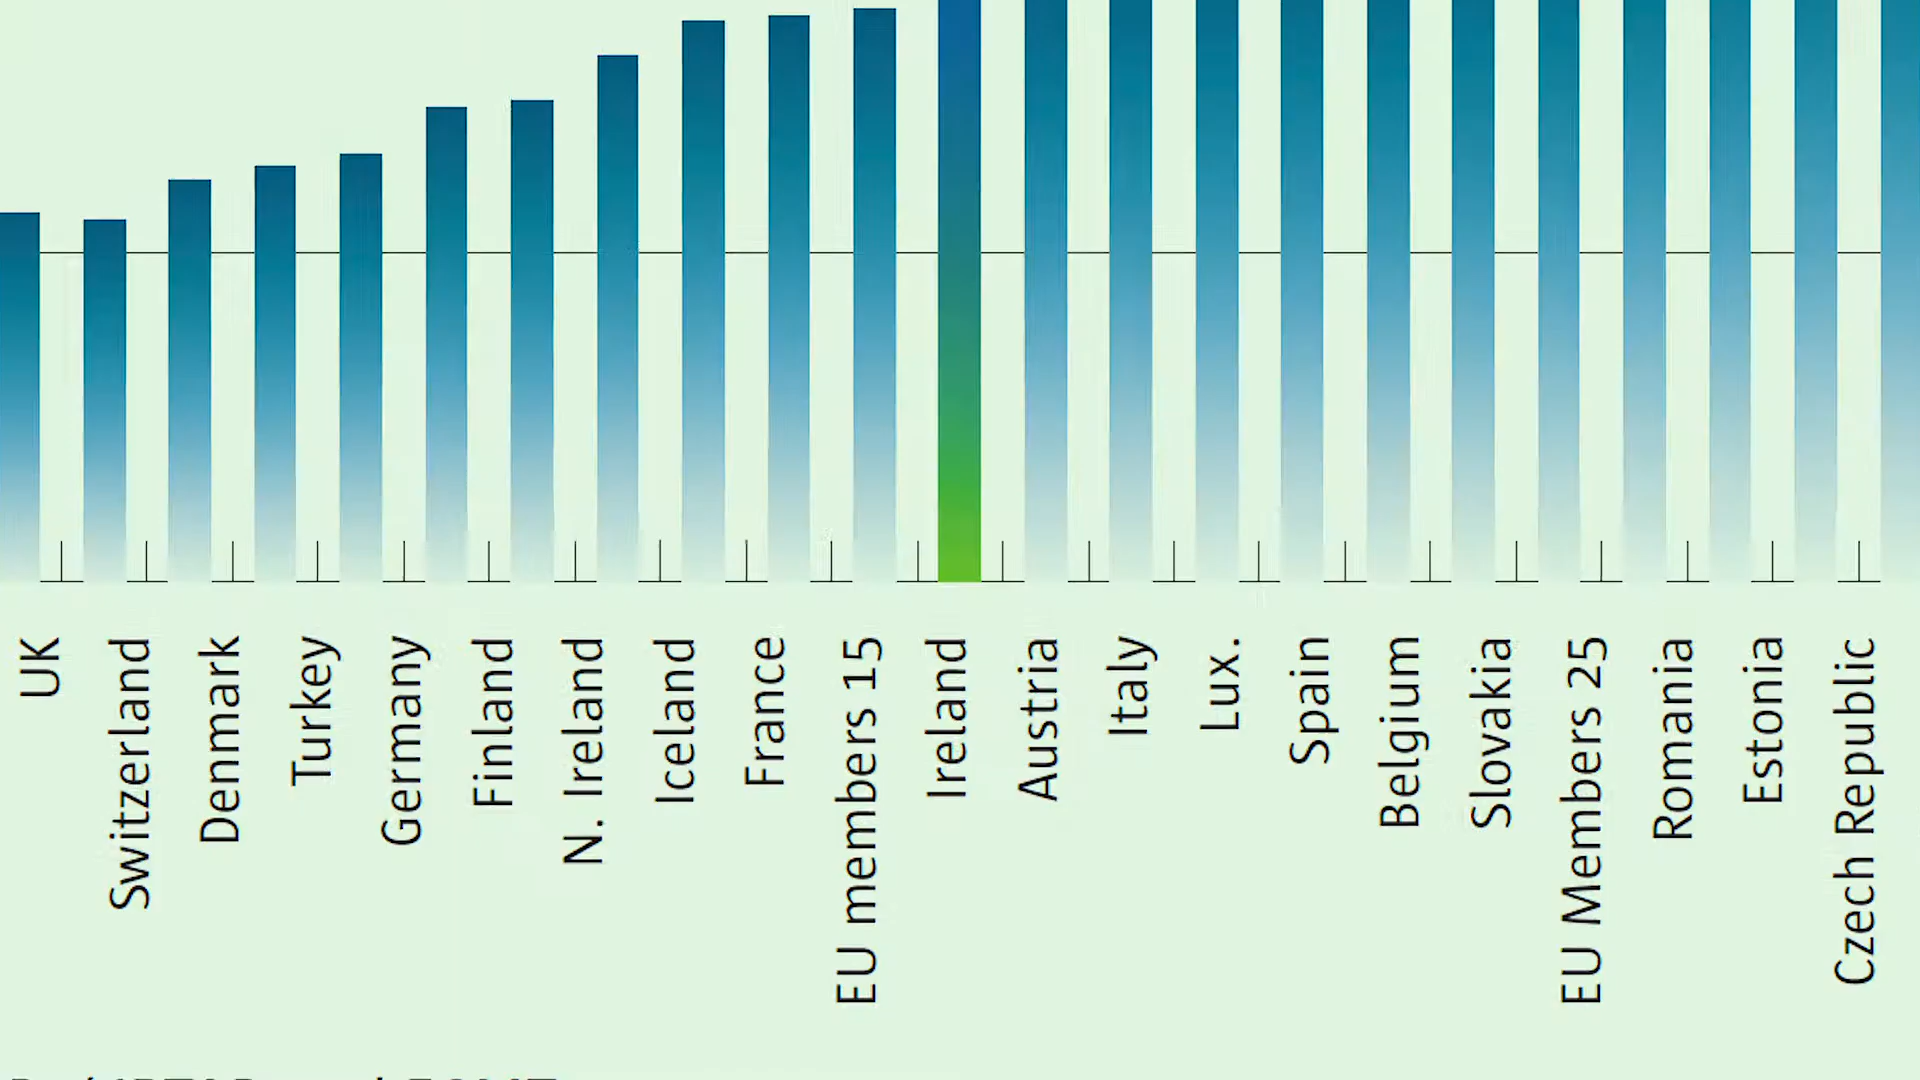 UK
Switzerland
Denmark
Turkey
Germany
Finland
N. Ireland
Iceland
France
EU members 15
Ireland
Austria
Italy
Lux.
Spain
Belgium
Slovakia
EU Members 25
Romania
Estonia
Czech Republic